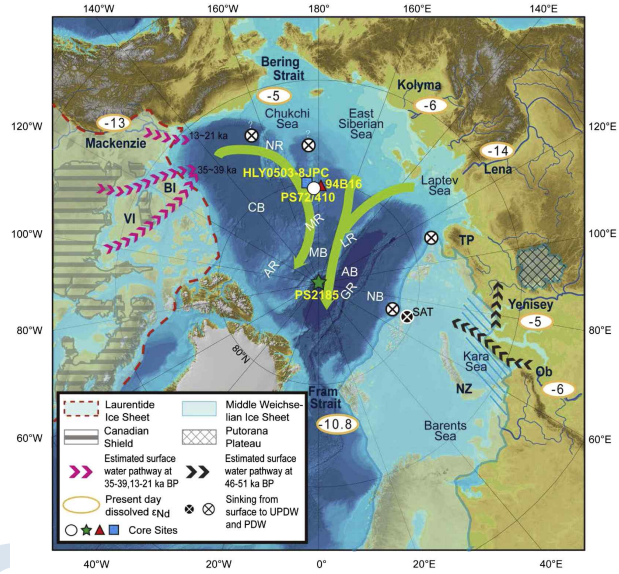 140°W 160°W 180° 160°E 140°E
Bering
Strait
-5
Kolyma
-6
Chukchi
Sea
East
Siberian
Sea
-13
Mackenzie
13~21 ka
120°W
120°E
NR
-14
Lena
35~39 ka
HLY0503-8JPC
94B16
PS72/410
Laptev
Sea
BI
VI
CB
MR
LR
100°W
100°E
TP
AR
MB
AB
GR
PS2185
NB
SAT
Yenisey
-5
80°W
80°E
80°N
Kara
Sea
Ob
-6
NZ
Fram
Strait
-10.8
Barents
Sea
60°W
60°E
Laurentide
Ice Sheet
Middle Weichse-
lian Ice Sheet
Canadian
Shield
Putorana
Plateau
Estimated surface
water pathway at
35-39,13-21 ka BP
Estimated surface
water pathway at
46-51 ka BP
Present day
dissolved εNd
Sinking from
surface to UPDW
and PDW
Core Sites
40°W 20°W 0° 20°E 40°E